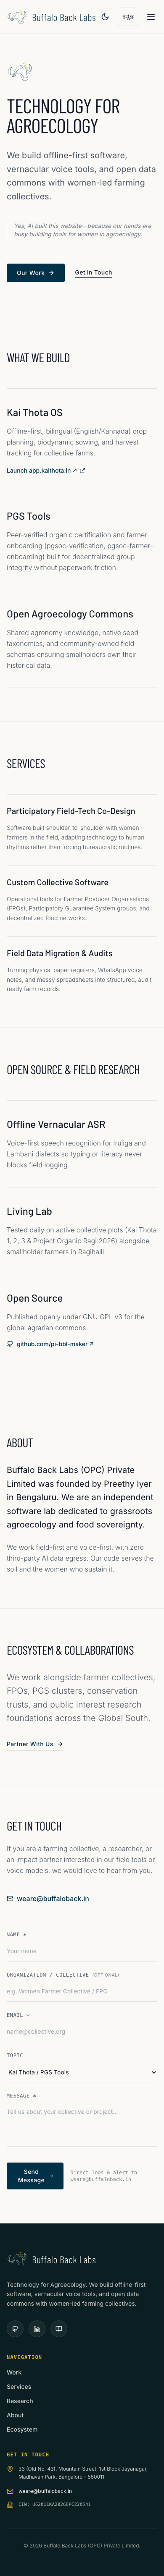 Buffalo Back Labs
ಕನ್ನಡ
TECHNOLOGY FOR
AGROECOLOGY
We build offline-first software,
vernacular voice tools, and open data
commons with women-led farming
collectives.
Yes, AI built this website—because our hands are
busy building tools for women in agroecology.
Our Work →
Get in Touch
WHAT WE BUILD
Kai Thota OS
Offline-first, bilingual (English/Kannada) crop
planning, biodynamic sowing, and harvest
tracking for collective farms.
Launch app.kaithota.in ↗
PGS Tools
Peer-verified organic certification and farmer
onboarding (pgsoc-verification, pgsoc-farmer-
onboarding) built for decentralized group
integrity without paperwork friction.
Open Agroecology Commons
Shared agronomy knowledge, native seed
taxonomies, and community-owned field
schemas ensuring smallholders own their
historical data.
SERVICES
Participatory Field-Tech Co-Design
Software built shoulder-to-shoulder with women
farmers in the field, adapting technology to human
rhythms rather than forcing bureaucratic routines.
Custom Collective Software
Operational tools for Farmer Producer Organisations
(FPOs), Participatory Guarantee System groups, and
decentralized food networks.
Field Data Migration & Audits
Turning physical paper registers, WhatsApp voice
notes, and messy spreadsheets into structured, audit-
ready farm records.
OPEN SOURCE & FIELD RESEARCH
Offline Vernacular ASR
Voice-first speech recognition for Iruliga and
Lambani dialects so typing or literacy never
blocks field logging.
Living Lab
Tested daily on active collective plots (Kai Thota
1, 2, 3 & Project Organic Ragi 2026) alongside
smallholder farmers in Ragihalli.
Open Source
Published openly under GNU GPL v3 for the
global agrarian commons.
github.com/pi-bbl-maker ↗
ABOUT
Buffalo Back Labs (OPC) Private
Limited was founded by Preethy Iyer
in Bengaluru. We are an independent
software lab dedicated to grassroots
agroecology and food sovereignty.
We work field-first and voice-first, with zero
third-party AI data egress. Our code serves the
soil and the women who sustain it.
ECOSYSTEM & COLLABORATIONS
We work alongside farmer collectives,
FPOs, PGS clusters, conservation
trusts, and public interest research
foundations across the Global South.
Partner With Us →
GET IN TOUCH
If you are a farming collective, a researcher, or
an impact partner interested in our field tools or
voice models, we would love to hear from you.
weare@buffaloback.in
NAME *
Your name
ORGANIZATION / COLLECTIVE (OPTIONAL)
e.g. Women Farmer Collective / FPO
EMAIL *
name@collective.org
TOPIC
Kai Thota / PGS Tools
MESSAGE *
Tell us about your collective or project...
Send
Message
Direct logs & alert to
weare@buffaloback.in
Buffalo Back Labs
Technology for Agroecology. We build offline-first
software, vernacular voice tools, and open data
commons with women-led farming collectives.
NAVIGATION
Work
Services
Research
About
Ecosystem
GET IN TOUCH
33 (Old No. 43), Mountain Street, 1st Block Jayanagar,
Madhavan Park, Bangalore - 560011
weare@buffaloback.in
© 2026 Buffalo Back Labs (OPC) Private Limited.